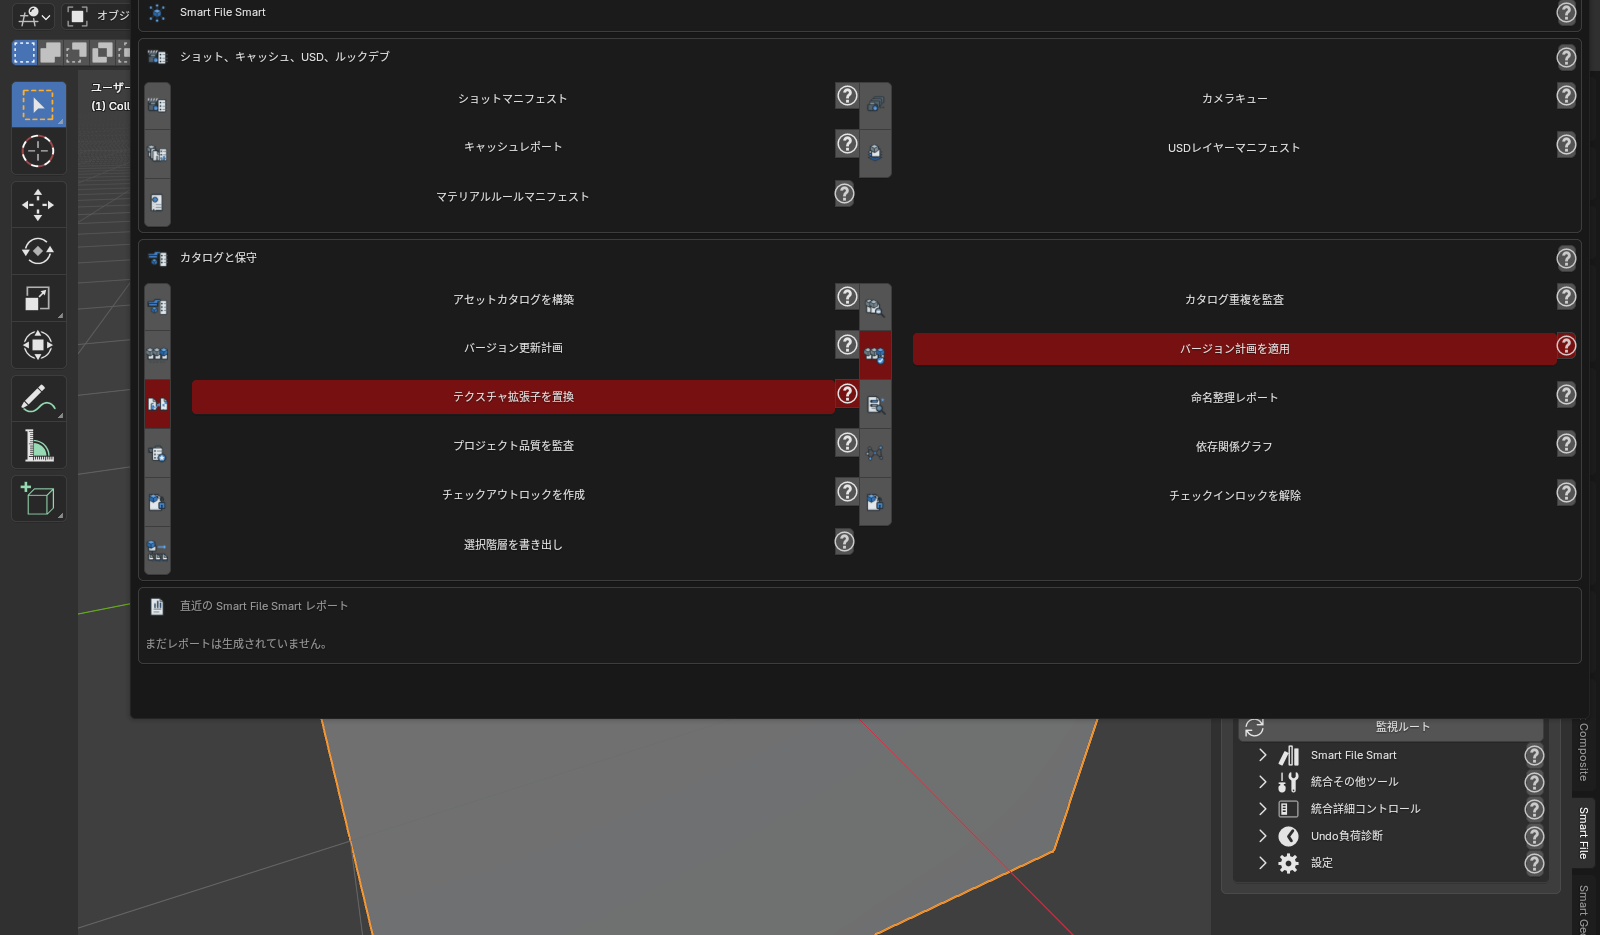 オブジ
Smart File Smart
ショット、キャッシュ、USD、ルックデブ
ユーザー
(1) Coll
ショットマニフェスト
カメラキュー
キャッシュレポート
USDレイヤーマニフェスト
マテリアルルールマニフェスト
カタログと保守
アセットカタログを構築
カタログ重複を監査
バージョン更新計画
バージョン計画を適用
テクスチャ拡張子を置換
命名整理レポート
プロジェクト品質を監査
依存関係グラフ
チェックアウトロックを作成
チェックインロックを解除
選択階層を書き出し
直近の Smart File Smart レポート
まだレポートは生成されていません。
監視ルート
Smart File Smart
統合その他ツール
統合詳細コントロール
Undo負荷診断
設定
Composite
Smart File
Smart Geo